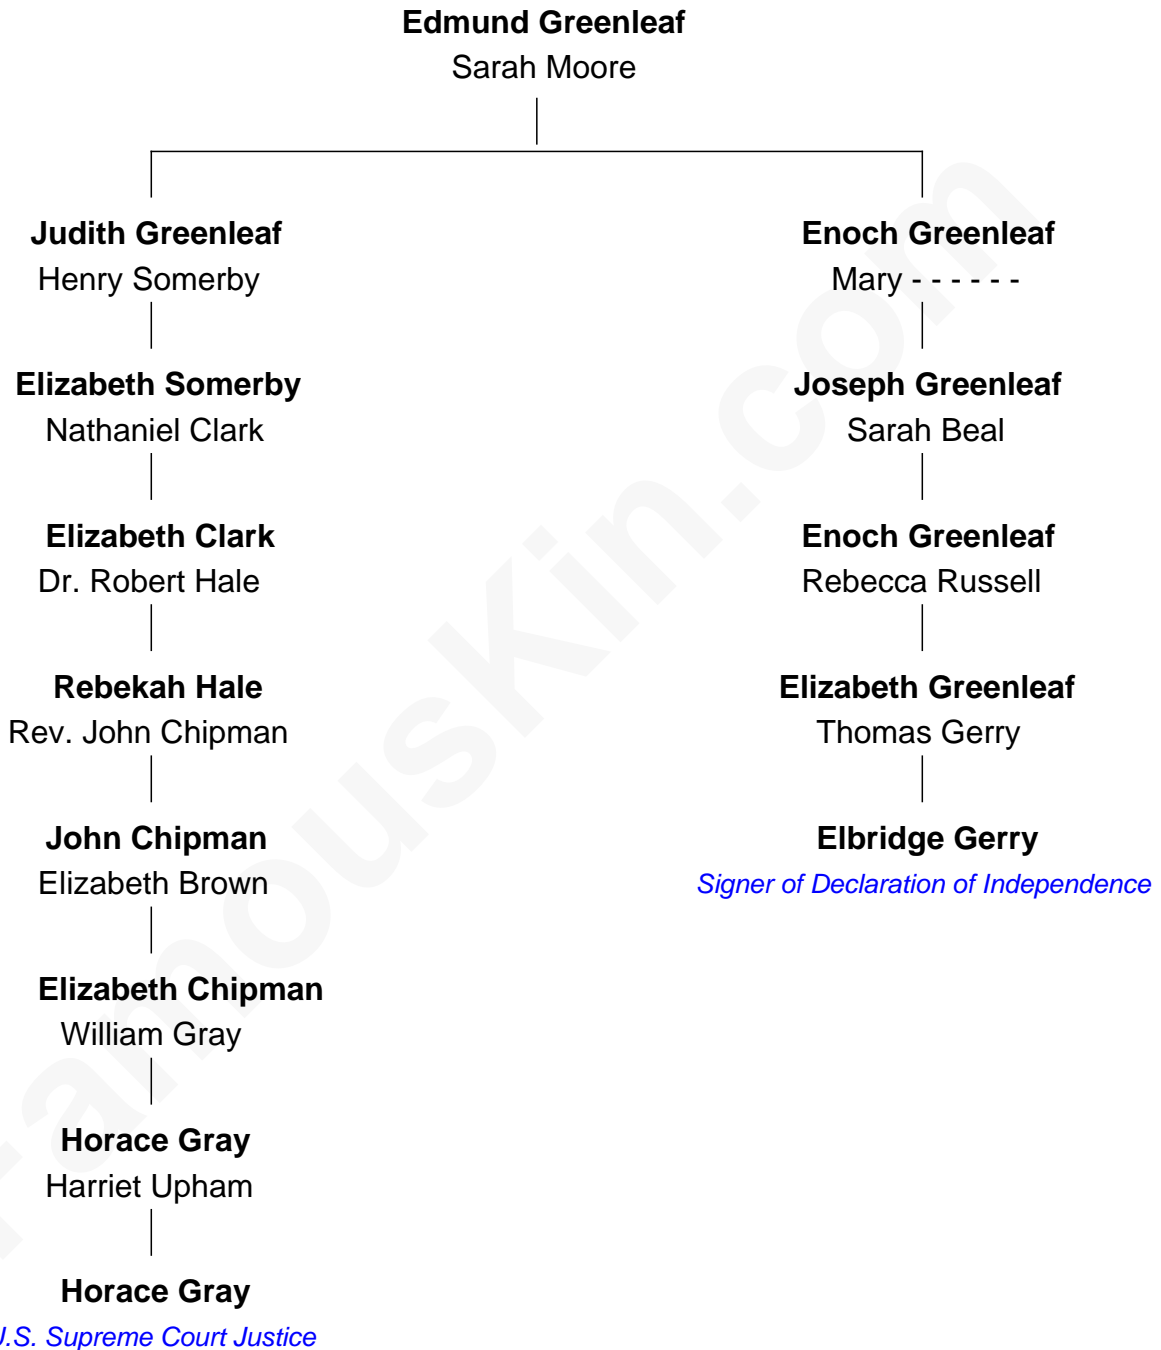 Edmund Greenleaf
Sarah Moore
Judith Greenleaf
Henry Somerby
Elizabeth Somerby
Nathaniel Clark
Elizabeth Clark
Dr. Robert Hale
Rebekah Hale
Rev. John Chipman
John Chipman
Elizabeth Brown
Elizabeth Chipman
William Gray
Horace Gray
Harriet Upham
Horace Gray
U.S. Supreme Court Justice
Enoch Greenleaf
Mary - - - - - -
Joseph Greenleaf
Sarah Beal
Enoch Greenleaf
Rebecca Russell
Elizabeth Greenleaf
Thomas Gerry
Elbridge Gerry
Signer of Declaration of Independence
FamousKin.com